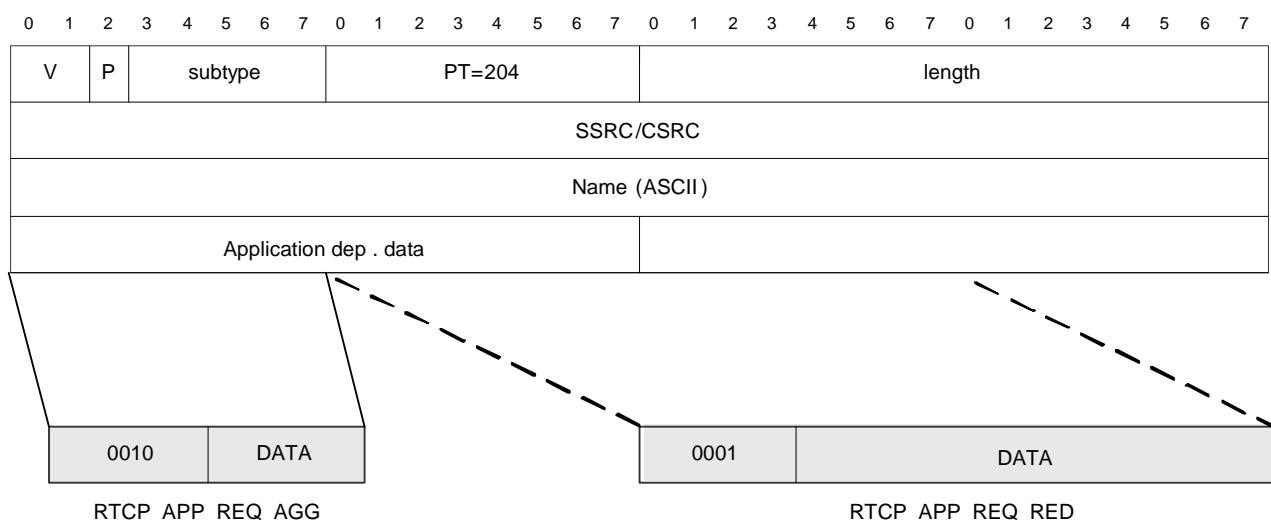 0 1 2 3 4 5 6 7 0 1 2 3 4 5 6 7 0 1 2 3 4 5 6 7 0 1 2 3 4 5 6 7
V P subtype PT=204 length
SSRC/CSRC
Name (ASCII)
Application dep . data
0010 DATA 0001 DATA
RTCP APP REQ AGG RTCP APP REQ RED